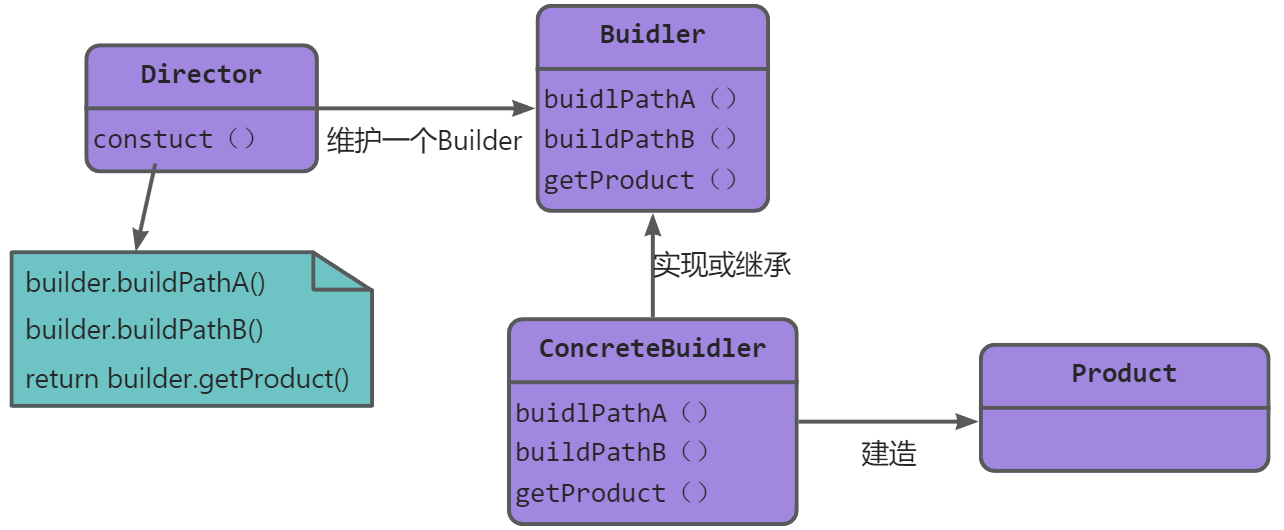 Director
constuct（）
维护一个Builder
Buidler
buidlPathA（）
buildPathB（）
getProduct（）
builder.buildPathA()
builder.buildPathB()
return builder.getProduct()
实现或继承
ConcreteBuidler
buidlPathA（）
buildPathB（）
getProduct（）
建造
Product